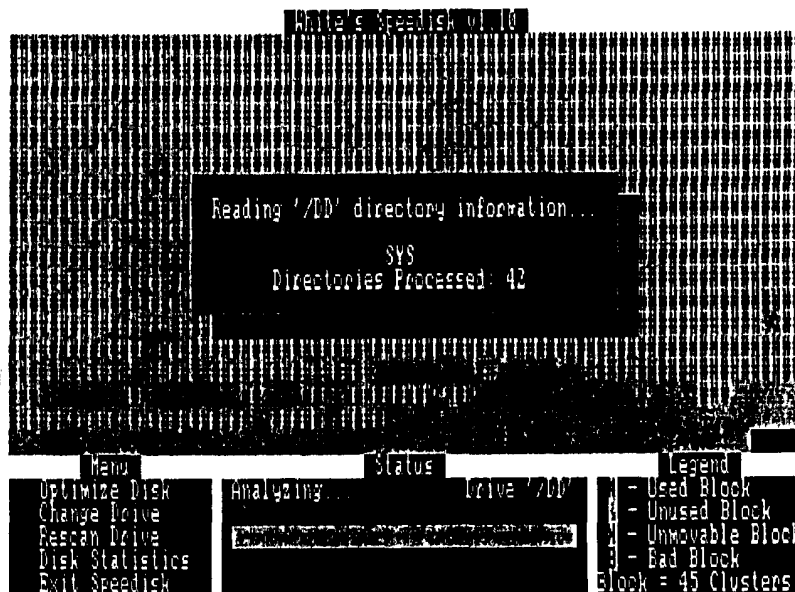 White's Speedisk v1.10
Reading '/DD' directory information...
SYS
Directories Processed: 42
Menu
Optimize Disk
Change Drive
Rescan Drive
Disk Statistics
Exit Speedisk
Status
Analyzing... Drive '/DD'
Legend
- Used Block
- Unused Block
- Unmovable Block
- Bad Block
Block = 45 Clusters